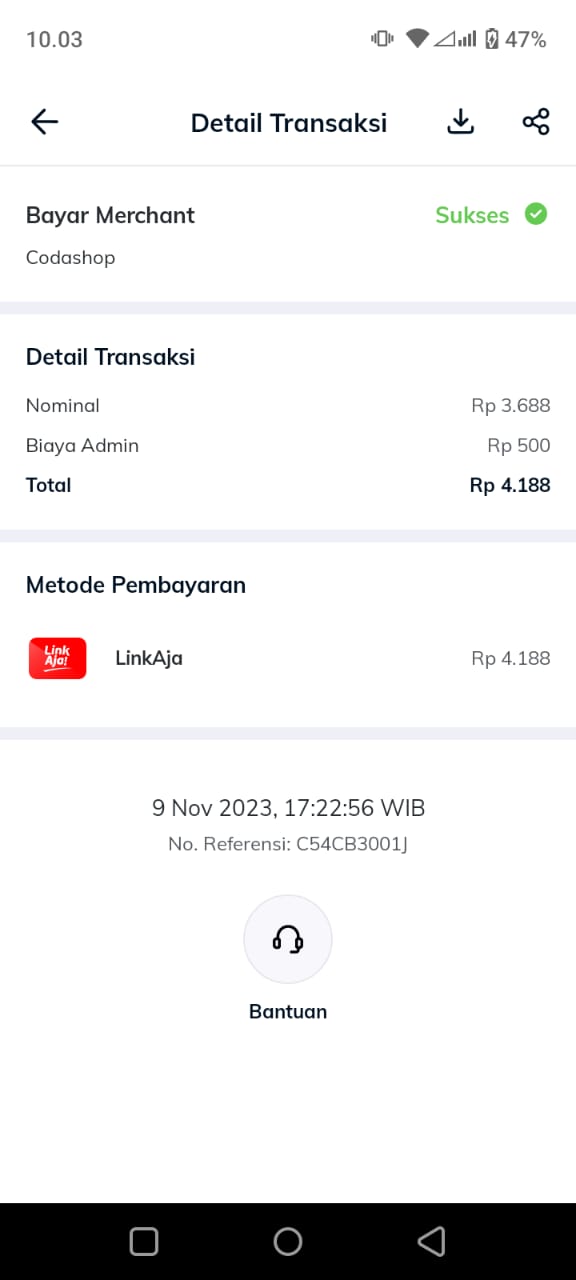 10.03 47%
Detail Transaksi
Bayar Merchant Sukses
Codashop
Detail Transaksi
Nominal Rp 3.688
Biaya Admin Rp 500
Total Rp 4.188
Metode Pembayaran
Link
Aja!
LinkAja Rp 4.188
9 Nov 2023, 17:22:56 WIB
No. Referensi: C54CB3001J
Bantuan